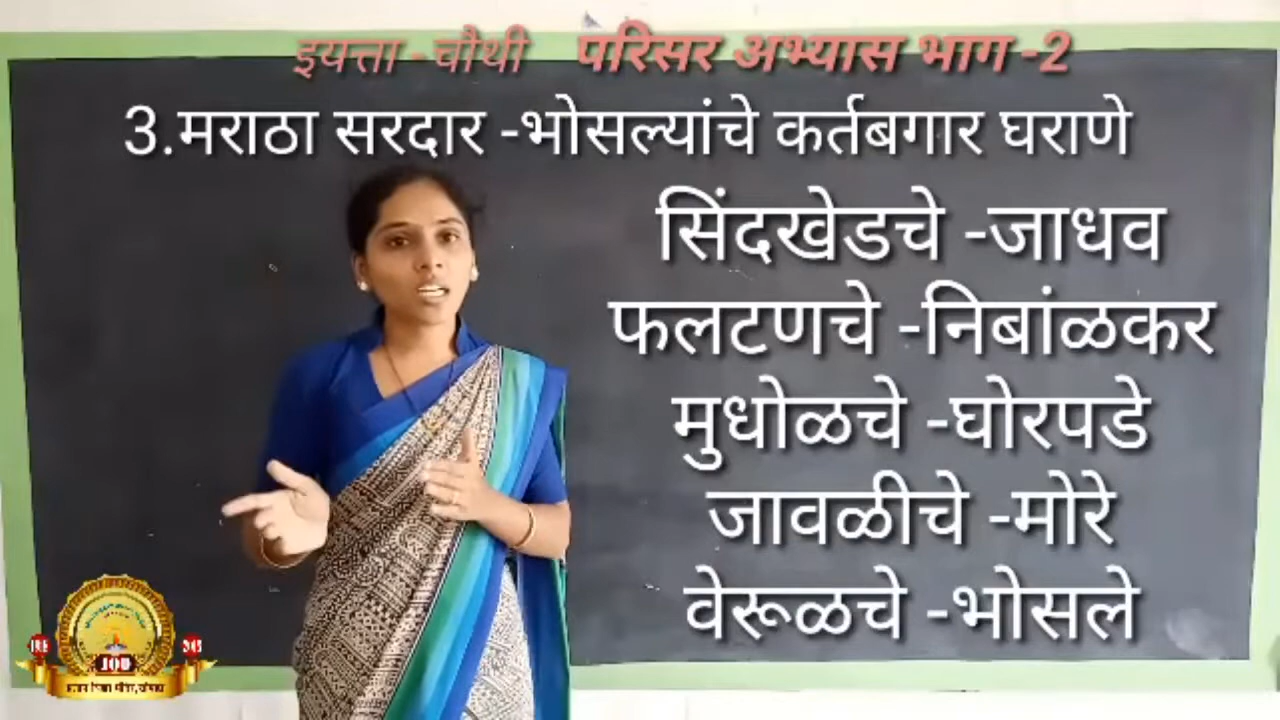 इयत्ता -चौथी परिसर अभ्यास भाग -2
3.मराठा सरदार -भोसल्यांचे कर्तबगार घराणे
सिंदखेडचे -जाधव
फलटणचे -निबांळकर
मुधोळचे -घोरपडे
जावळीचे -मोरे
वेरूळचे -भोसले
100